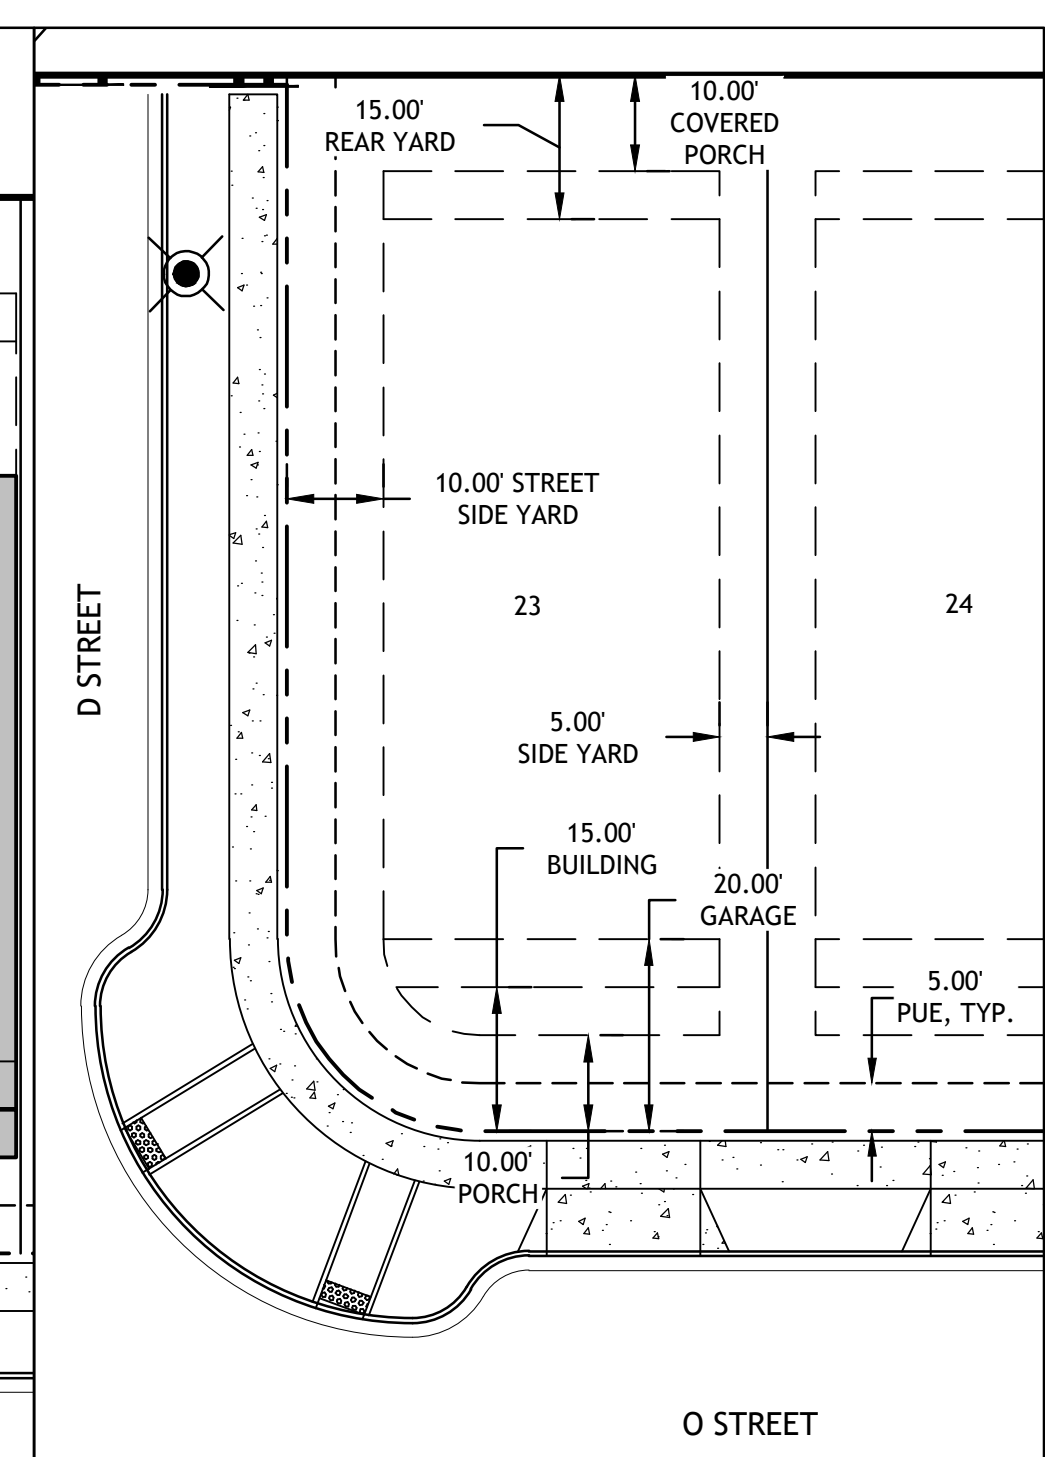 15.00'
REAR YARD
10.00'
COVERED
PORCH
10.00' STREET
SIDE YARD
23
24
D STREET
5.00'
SIDE YARD
15.00'
BUILDING
20.00'
GARAGE
5.00'
PUE, TYP.
10.00'
PORCH
O STREET